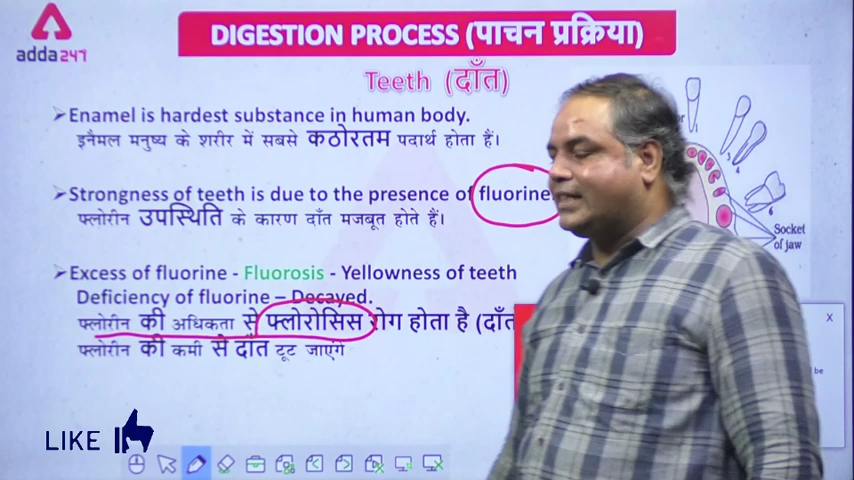 adda247
DIGESTION PROCESS (पाचन प्रक्रिया)
Teeth (दाँत)
➢Enamel is hardest substance in human body.
इनैमल मनुष्य के शरीर में सबसे कठोरतम पदार्थ होता है।
➢Strongness of teeth is due to the presence of fluorine
फ्लोरीन उपस्थिति के कारण दाँत मजबूत होते हैं।
➢Excess of fluorine - Fluorosis - Yellowness of teeth
Deficiency of fluorine – Decayed.
फ्लोरीन की अधिकता से फ्लोरोसिस रोग होता है (दाँत
फ्लोरीन की कमी से दाँत टूट जाएंगे
Socket
of jaw
X
be
LIKE